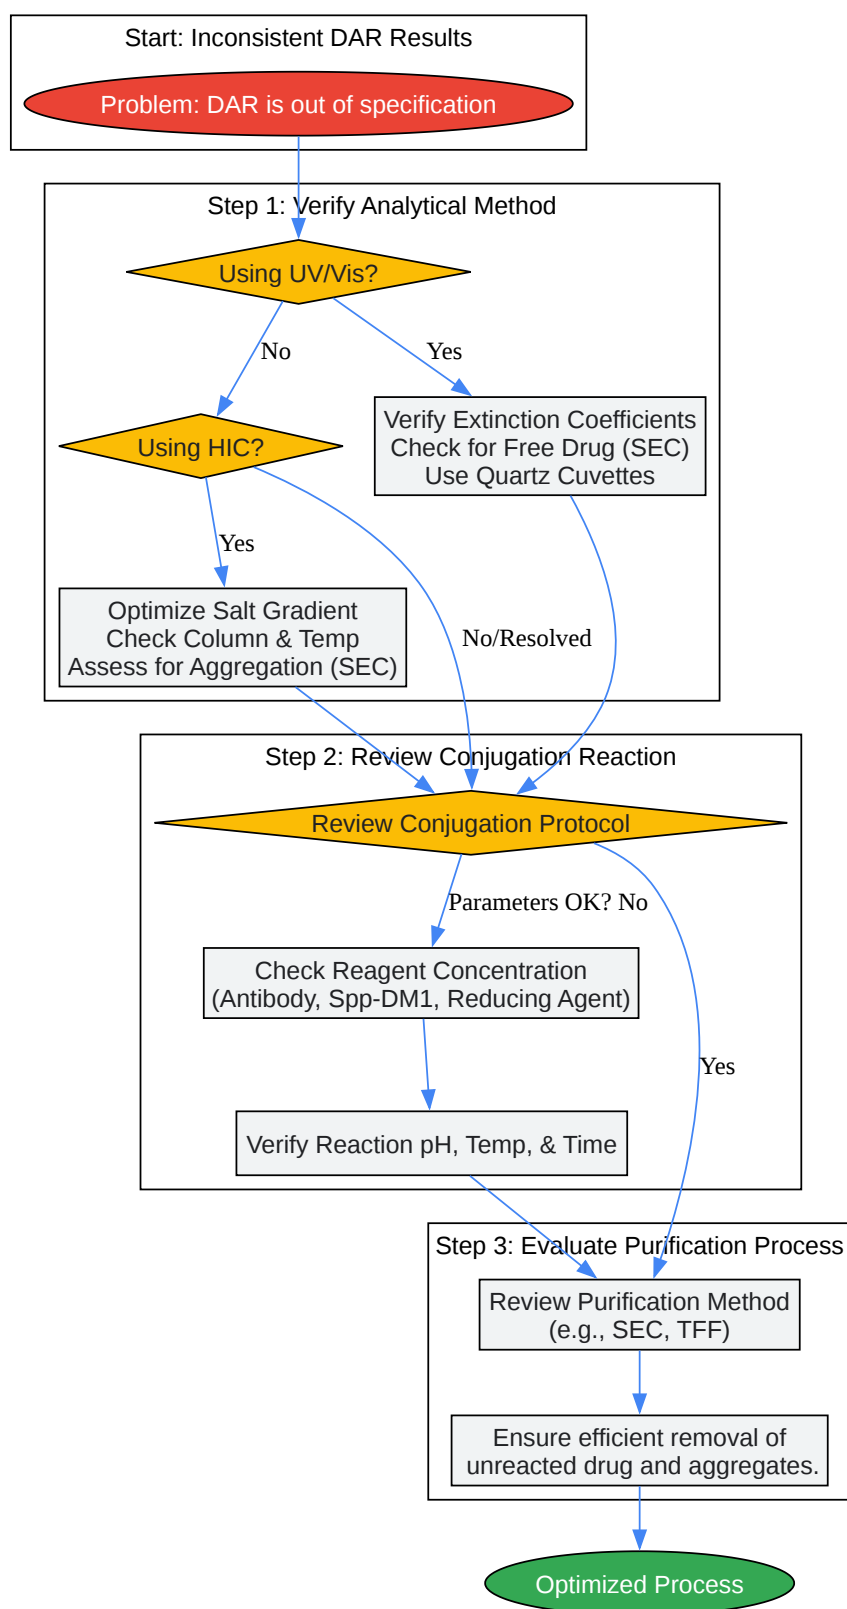 Start: Inconsistent DAR Results
Problem: DAR is out of specification
Step 1: Verify Analytical Method
Using UV/Vis?
No
Yes
Using HIC?
Verify Extinction Coefficients
Check for Free Drug (SEC)
Use Quartz Cuvettes
Yes
Optimize Salt Gradient
Check Column & Temp
Assess for Aggregation (SEC)
No/Resolved
Step 2: Review Conjugation Reaction
Review Conjugation Protocol
Parameters OK? No
Check Reagent Concentration
(Antibody, Spp-DM1, Reducing Agent)
Yes
Verify Reaction pH, Temp, & Time
Step 3: Evaluate Purification Process
Review Purification Method
(e.g., SEC, TFF)
Ensure efficient removal of
unreacted drug and aggregates.
Optimized Process